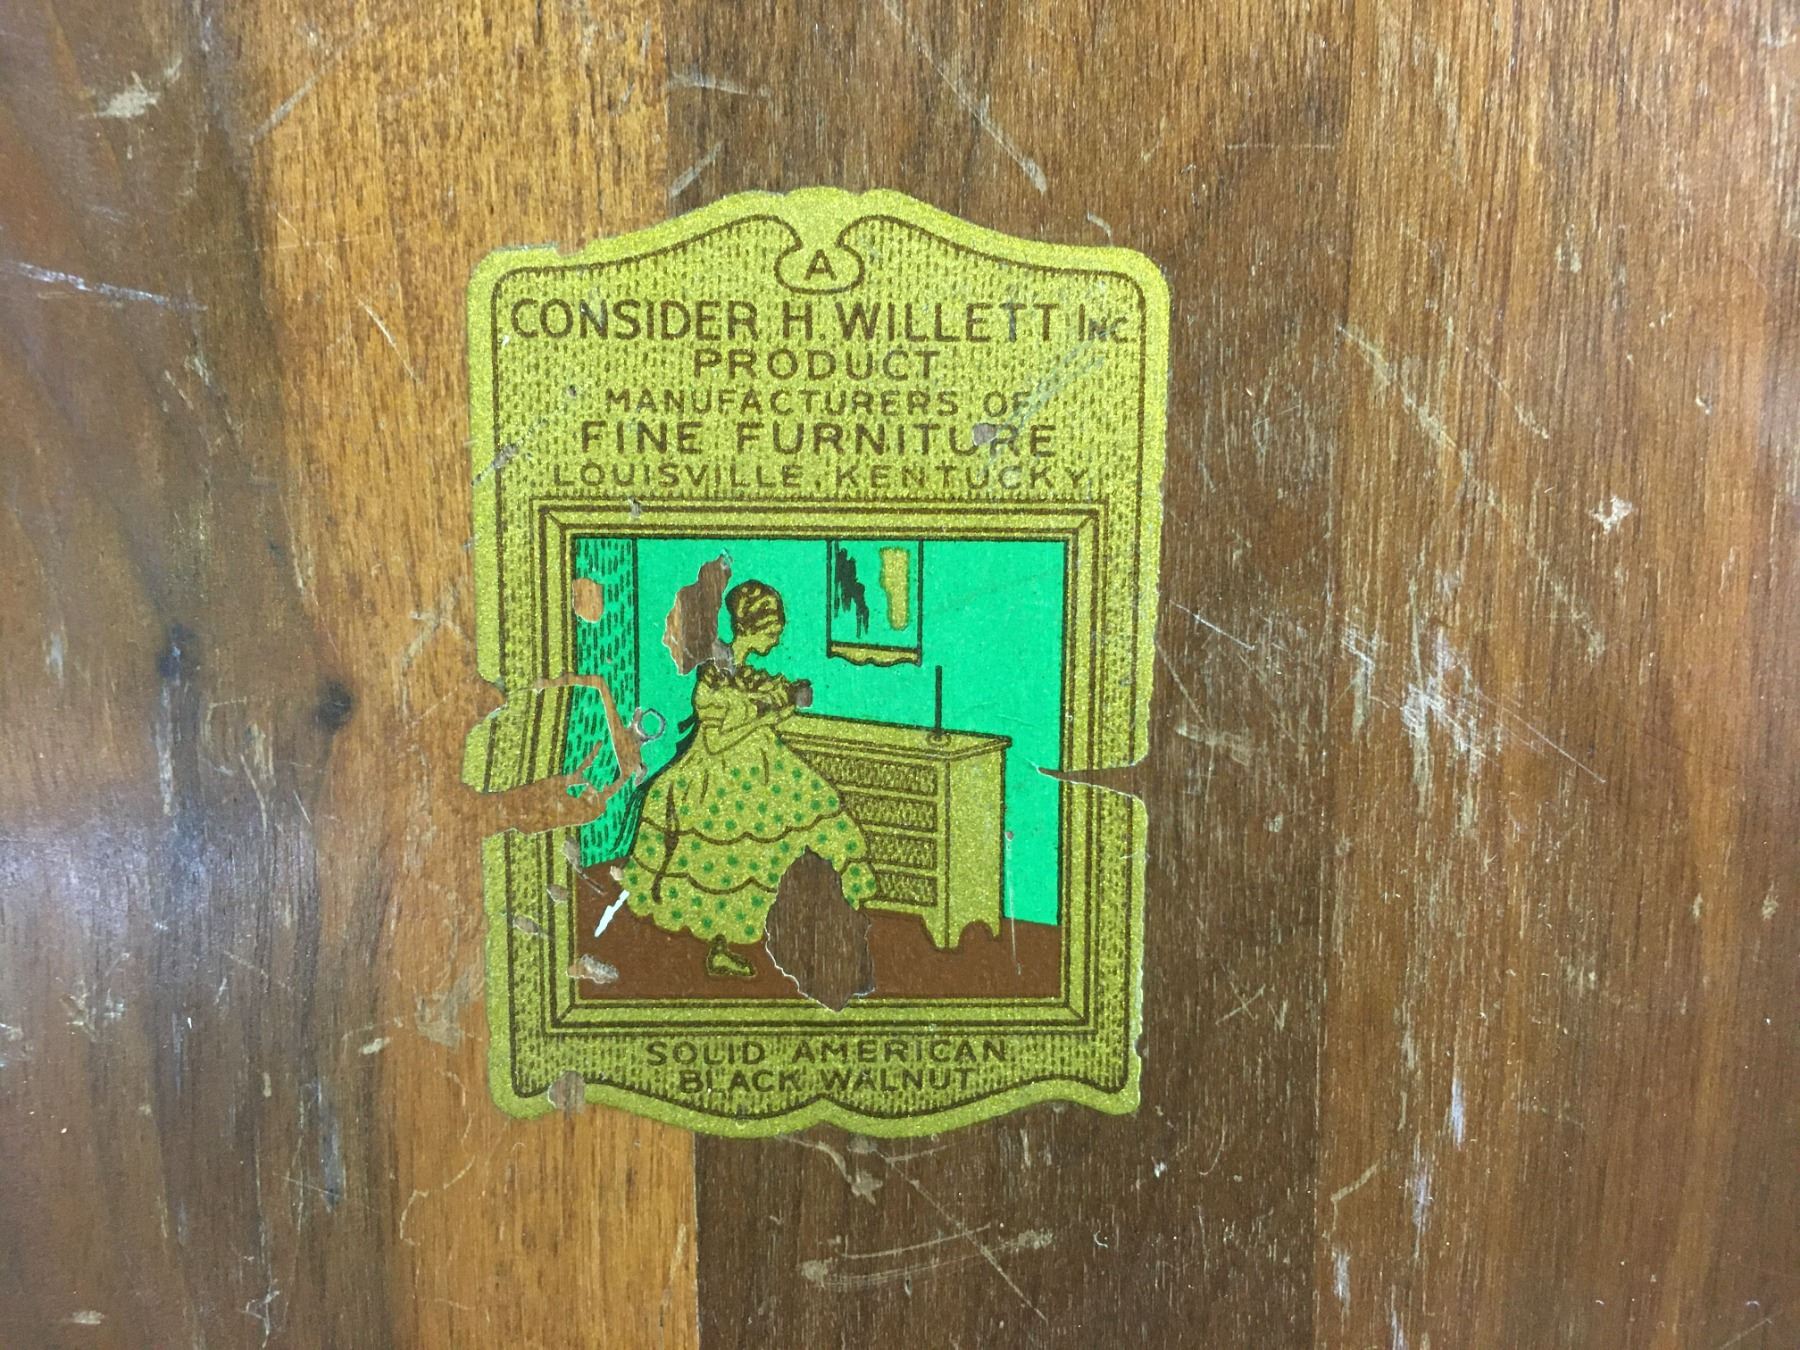 A
CONSIDER H. WILLETT INC
PRODUCT
MANUFACTURERS OF
FINE FURNITURE
LOUISVILLE, KENTUCKY
SOLID AMERICAN
BLACK WALNUT